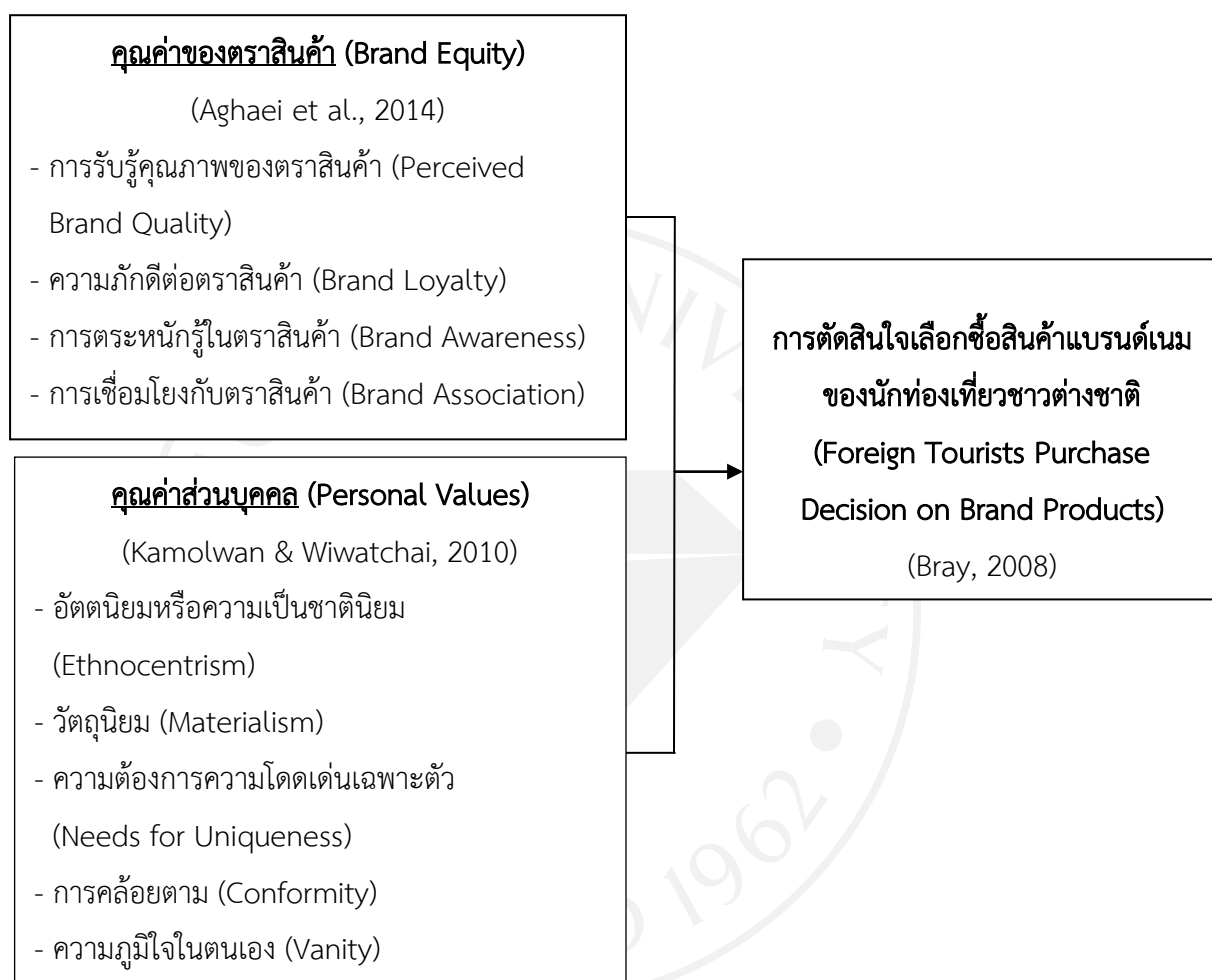 คุณค่าของตราสินค้า (Brand Equity)
(Aghaei et al., 2014)
- การรับรู้คุณภาพของตราสินค้า (Perceived
Brand Quality)
- ความภักดีต่อตราสินค้า (Brand Loyalty)
- การตระหนักรู้ในตราสินค้า (Brand Awareness)
- การเชื่อมโยงกับตราสินค้า (Brand Association)
คุณค่าส่วนบุคคล (Personal Values)
(Kamolwan & Wiwatchai, 2010)
- อัตตนิยมหรือความเป็นชาตินิยม
(Ethnocentrism)
- วัตถุนิยม (Materialism)
- ความต้องการความโดดเด่นเฉพาะตัว
(Needs for Uniqueness)
- การคล้อยตาม (Conformity)
- ความภูมิใจในตนเอง (Vanity)
การตัดสินใจเลือกซื้อสินค้าแบรนด์เนม
ของนักท่องเที่ยวชาวต่างชาติ
(Foreign Tourists Purchase
Decision on Brand Products)
(Bray, 2008)
1962